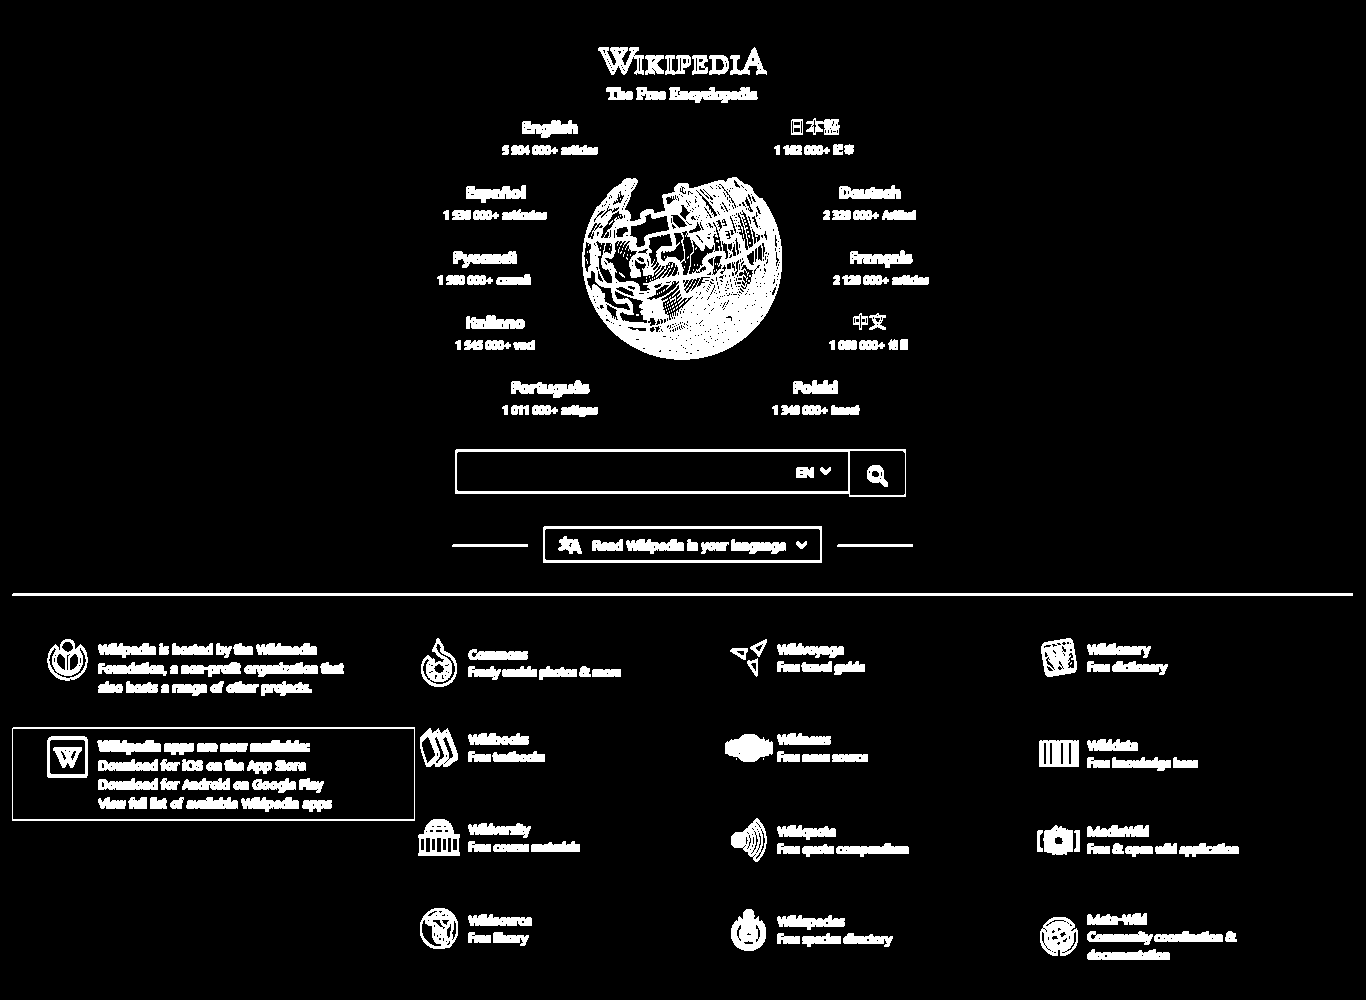 WIKIPEDIA
The Free Encyclopedia
English
5 904 000+ articles
日本語
1 162 000+ 記事
Español
1 538 000+ artículos
Deutsch
2 328 000+ Artikel
Русский
1 560 000+ статей
Français
2 128 000+ articles
Italiano
1 545 000+ voci
中文
1 068 000+
Português
1 011 000+ artigos
Polski
1 348 000+ haseł
EN
Read Wikipedia in your language
Wikipedia is hosted by the Wikimedia
Foundation, a non-profit organization that
also hosts a range of other projects.
Wikipedia apps are now available:
Download for iOS on the App Store
Download for Android on Google Play
View full list of available Wikipedia apps
Commons
Freely usable photos & more
Wikivoyage
Free travel guide
Wiktionary
Free dictionary
Wikibooks
Free textbooks
Wikinews
Free news source
Wikidata
Free knowledge base
Wikiversity
Free course materials
Wikiquote
Free quote compendium
MediaWiki
Free & open wiki application
Wikisource
Free library
Wikispecies
Free species directory
Meta-Wiki
Community coordination &
documentation